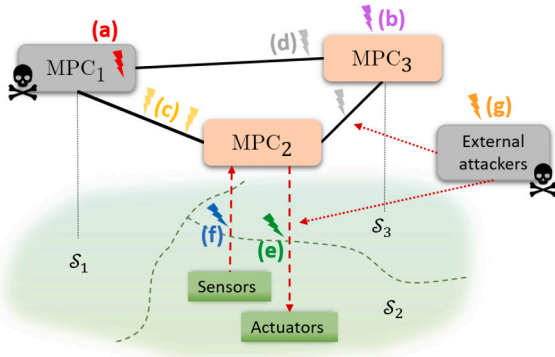 (a)
(b)
(d)
MPC₁
MPC₃
(c)
(g)
MPC₂
External
attackers
(f)
(e)
S₁
S₃
Sensors
S₂
Actuators